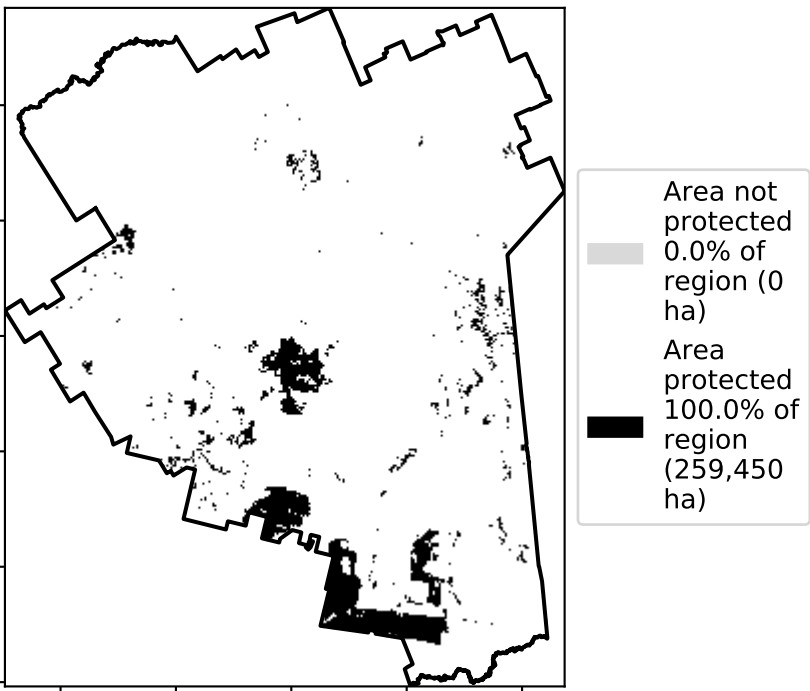 Area not
protected
0.0% of
region (0
ha)
Area
protected
100.0% of
region
(259,450
ha)